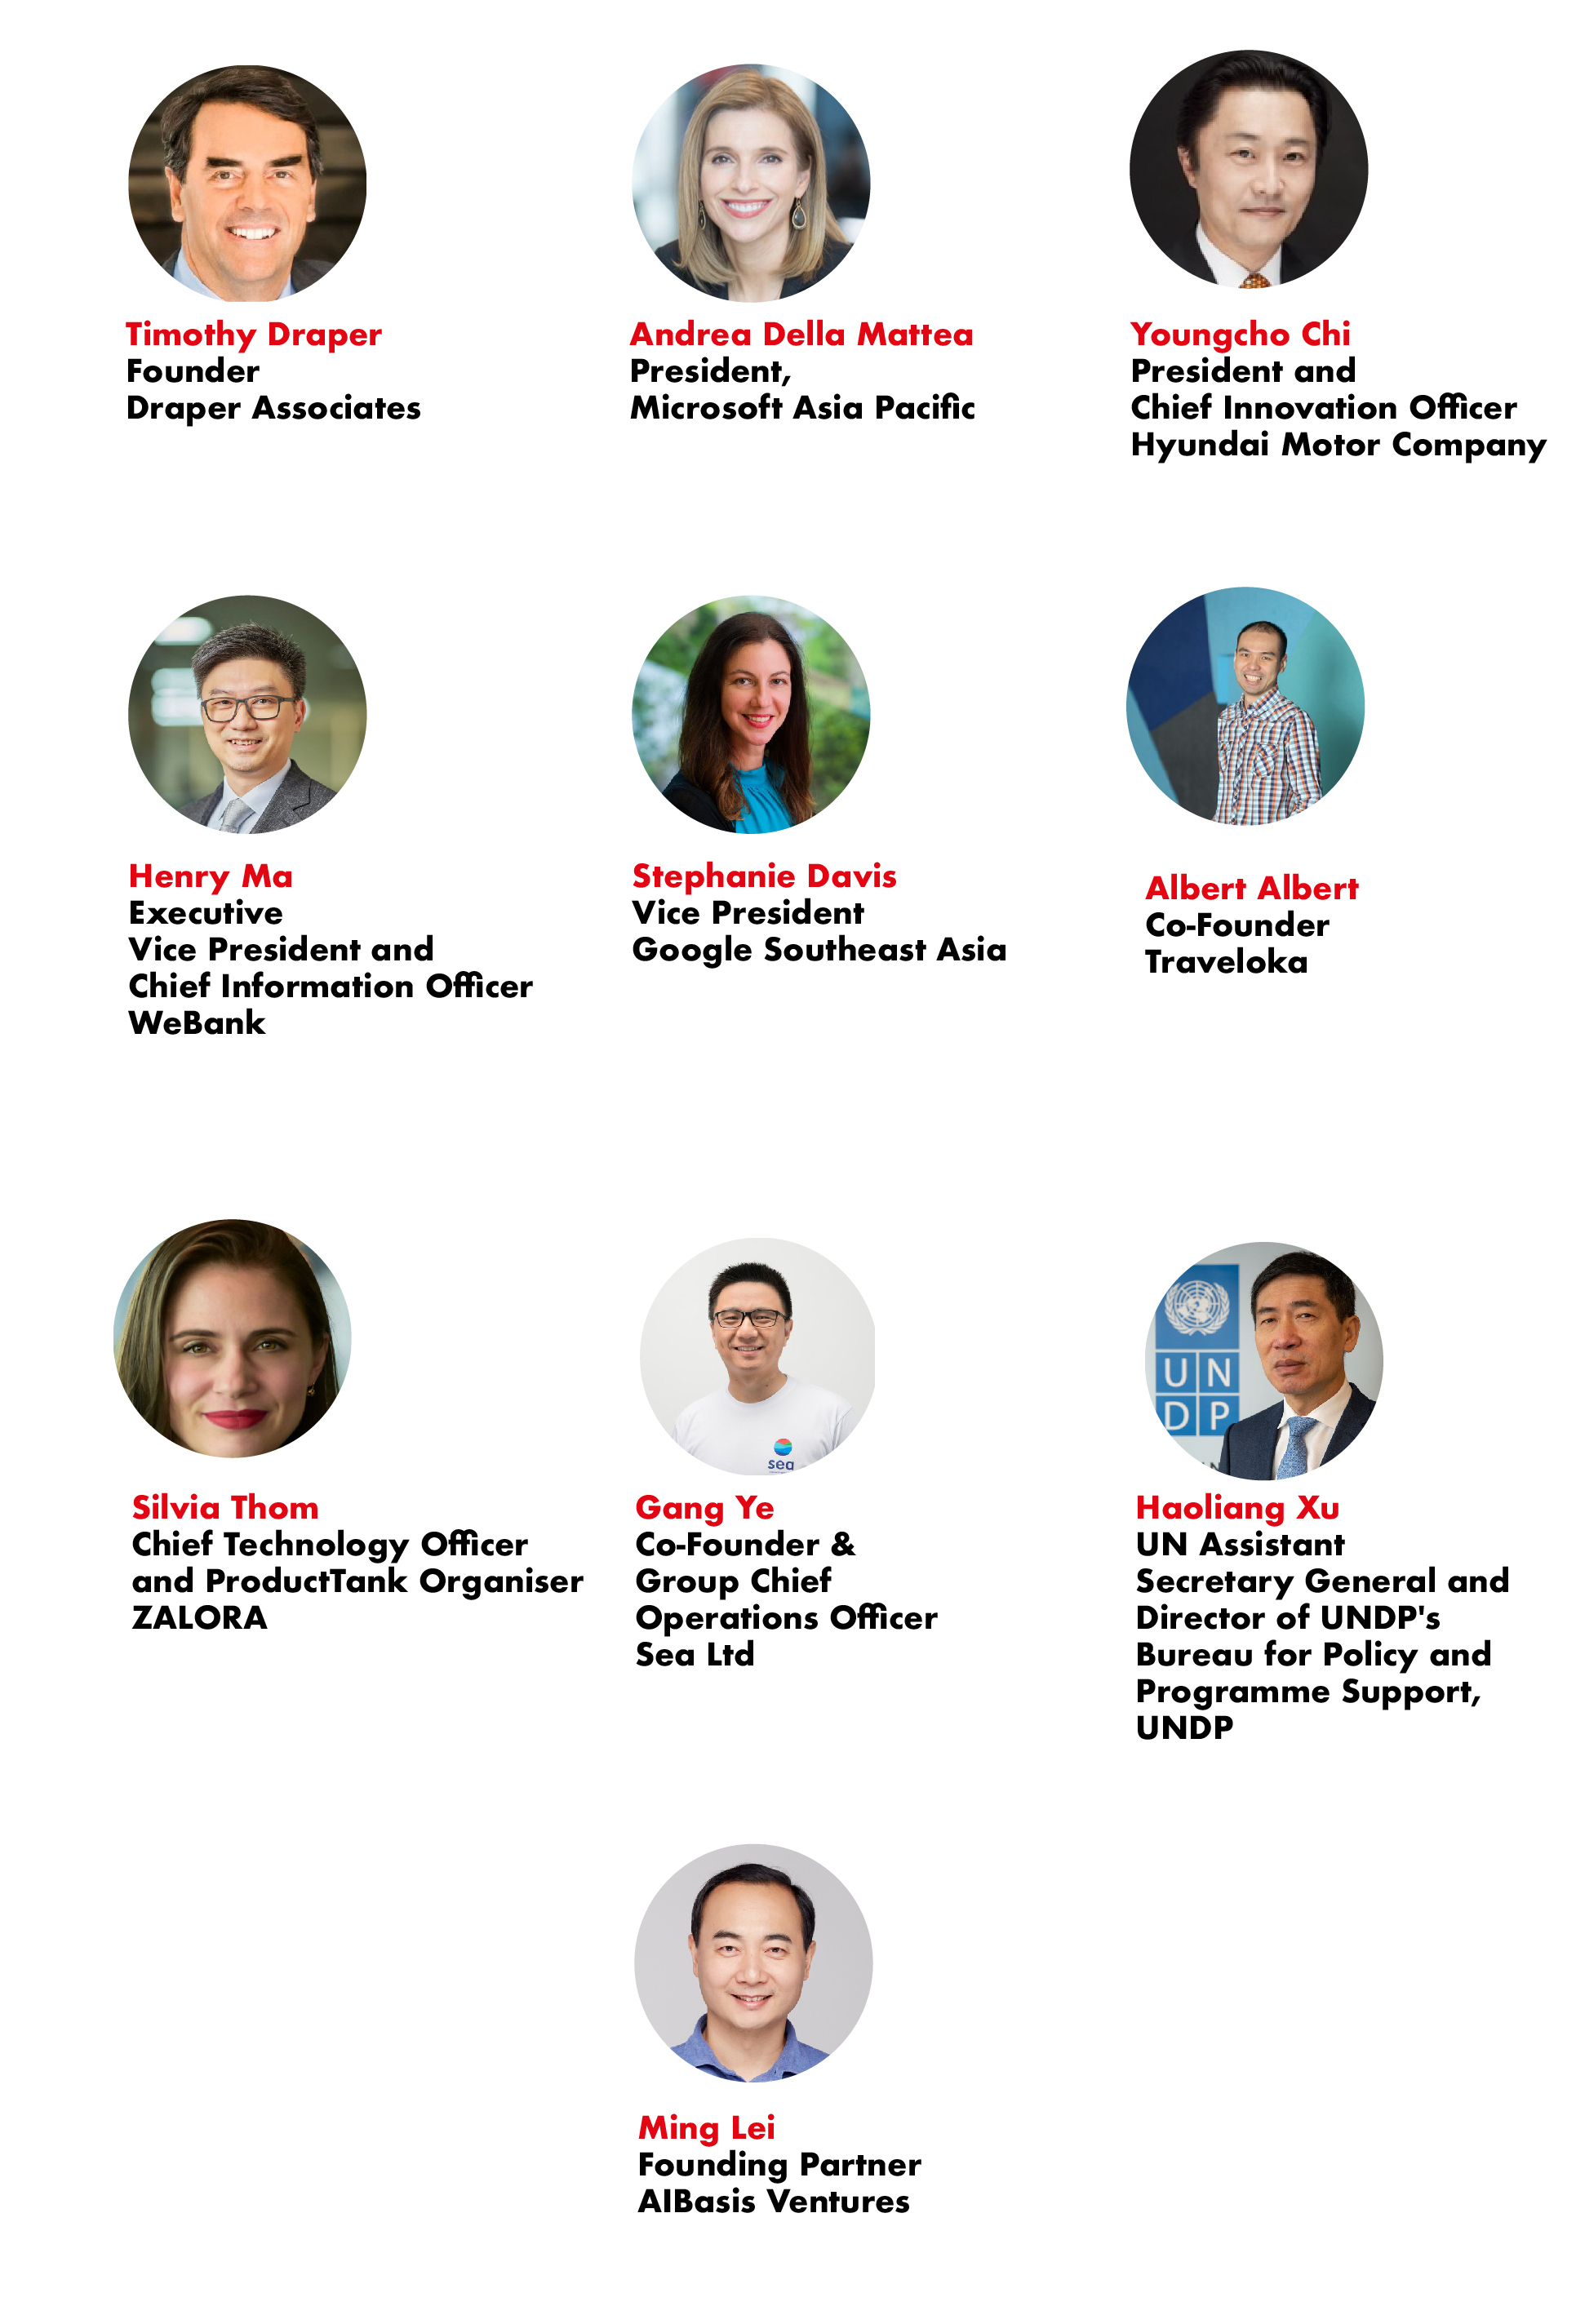 Timothy Draper
Founder
Draper Associates
Andrea Della Mattea
President,
Microsoft Asia Pacific
Youngcho Chi
President and
Chief Innovation Officer
Hyundai Motor Company
Henry Ma
Executive
Vice President and
Chief Information Officer
WeBank
Stephanie Davis
Vice President
Google Southeast Asia
Albert Albert
Co-Founder
Traveloka
sea
UN
DP
Silvia Thom
Chief Technology Officer
and ProductTank Organiser
ZALORA
Gang Ye
Co-Founder &
Group Chief
Operations Officer
Sea Ltd
Haoliang Xu
UN Assistant
Secretary General and
Director of UNDP's
Bureau for Policy and
Programme Support,
UNDP
Ming Lei
Founding Partner
AIBasis Ventures